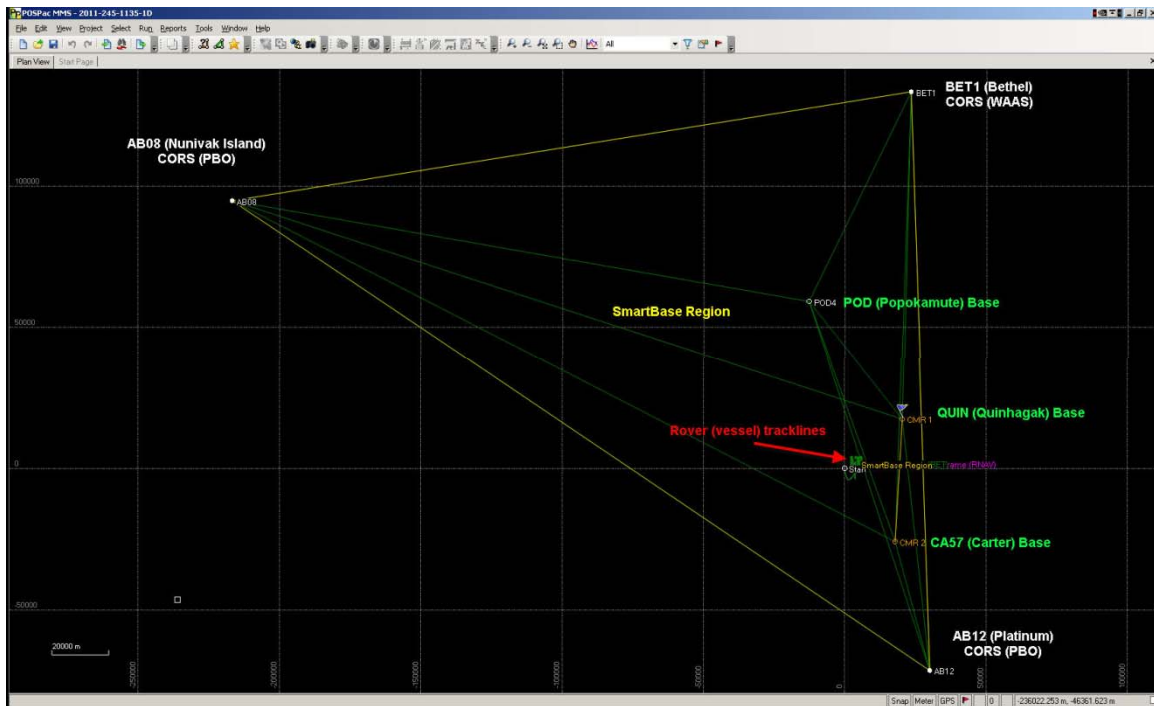 POSPac MMS - 2011-245-1135-1D
File Edit View Project Select Run Reports Tools Window Help
All
Plan View Start Page
BET1
BET1 (Bethel)
CORS (WAAS)
AB08 (Nunivak Island)
CORS (PBO)
100000
AB08
POD4
POD (Popokamute) Base
SmartBase Region
50000
CMR 1
QUIN (Quinhagak) Base
Rover (vessel) tracklines
0
Start
SmartBase Region
(RNAV)
CMR 2
CA57 (Carter) Base
-50000
AB12 (Platinum)
CORS (PBO)
20000 m
AB12
-250000
-200000
-150000
-100000
-50000
0
50000
100000
Snap Meter GPS 0 -236022.253 m, -46361.623 m